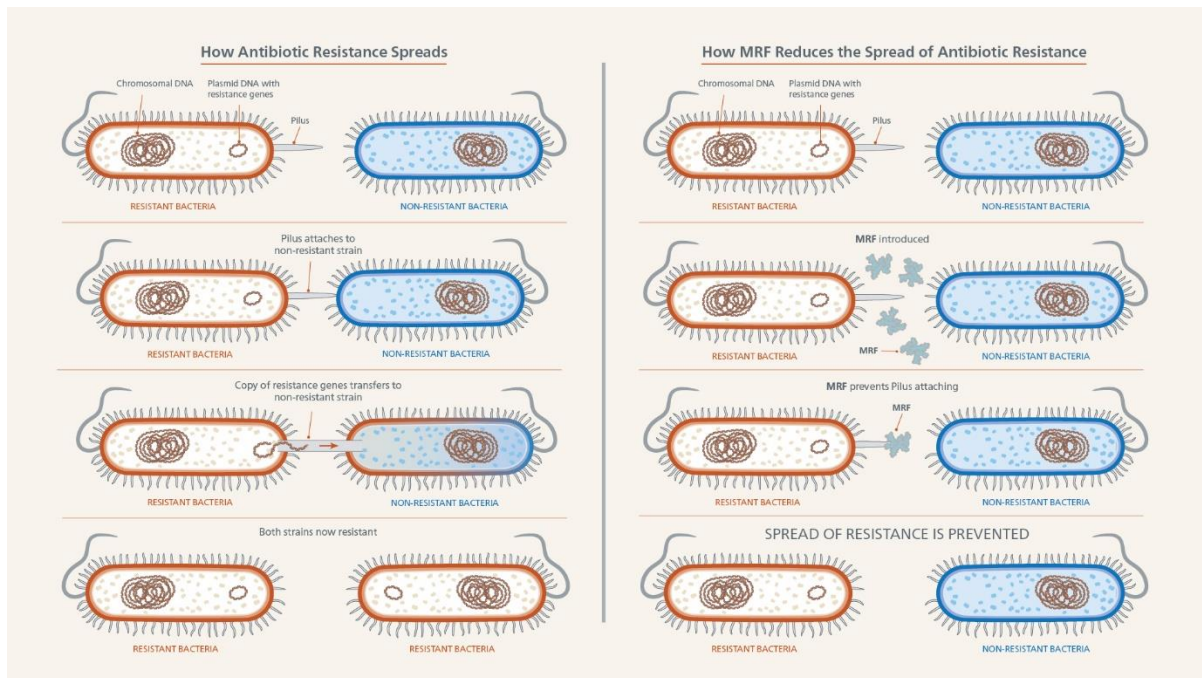 How Antibiotic Resistance Spreads
Chromosomal DNA
Plasmid DNA with
resistance genes
Pilus
RESISTANT BACTERIA
NON-RESISTANT BACTERIA
Pilus attaches to
non-resistant strain
RESISTANT BACTERIA
NON-RESISTANT BACTERIA
Copy of resistance genes transfers to
non-resistant strain
RESISTANT BACTERIA
NON-RESISTANT BACTERIA
Both strains now resistant
RESISTANT BACTERIA
RESISTANT BACTERIA
How MRF Reduces the Spread of Antibiotic Resistance
Chromosomal DNA
Plasmid DNA with
resistance genes
Pilus
RESISTANT BACTERIA
NON-RESISTANT BACTERIA
MRF introduced
MRF
RESISTANT BACTERIA
NON-RESISTANT BACTERIA
MRF prevents Pilus attaching
MRF
RESISTANT BACTERIA
NON-RESISTANT BACTERIA
SPREAD OF RESISTANCE IS PREVENTED
RESISTANT BACTERIA
NON-RESISTANT BACTERIA